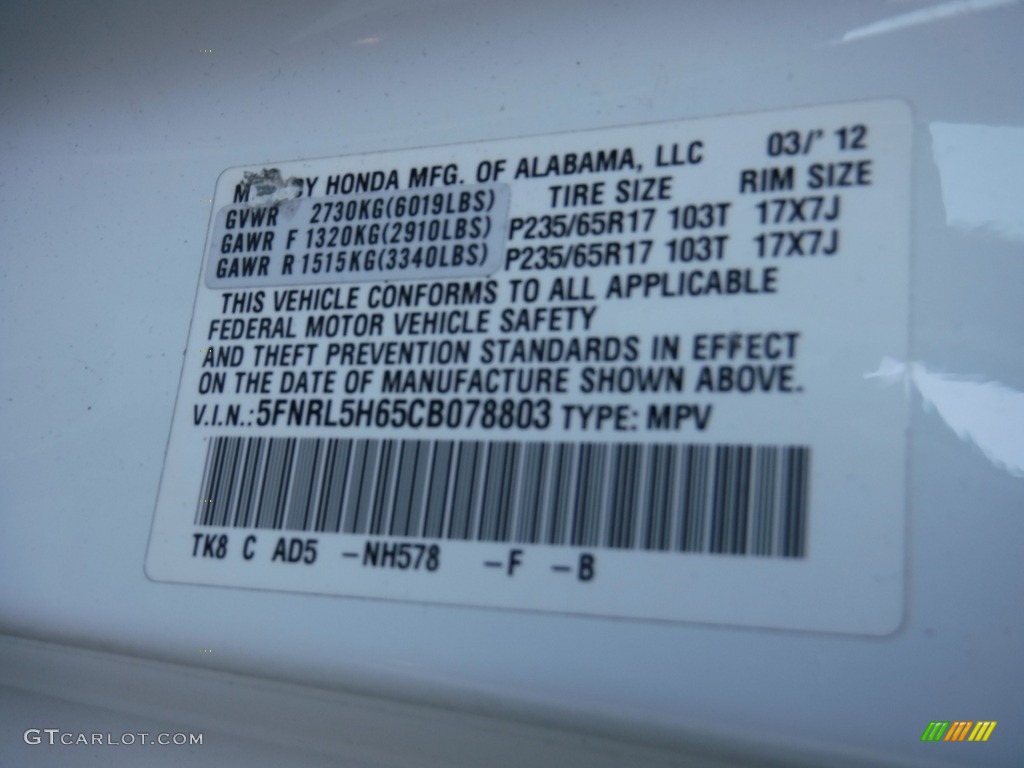 BY HONDA MFG. OF ALABAMA, LLC 03/' 12
GVWR 2730KG(6019LBS) TIRE SIZE RIM SIZE
GAWR F 1320KG(2910LBS) P235/65R17 103T 17X7J
GAWR R 1515KG(3340LBS) P235/65R17 103T 17X7J
THIS VEHICLE CONFORMS TO ALL APPLICABLE
FEDERAL MOTOR VEHICLE SAFETY
AND THEFT PREVENTION STANDARDS IN EFFECT
ON THE DATE OF MANUFACTURE SHOWN ABOVE.
V.I.N.: 5FNRL5H65CB078803 TYPE: MPV
TK8 C AD5 -NH578 -F -B
GTCARLOT.COM